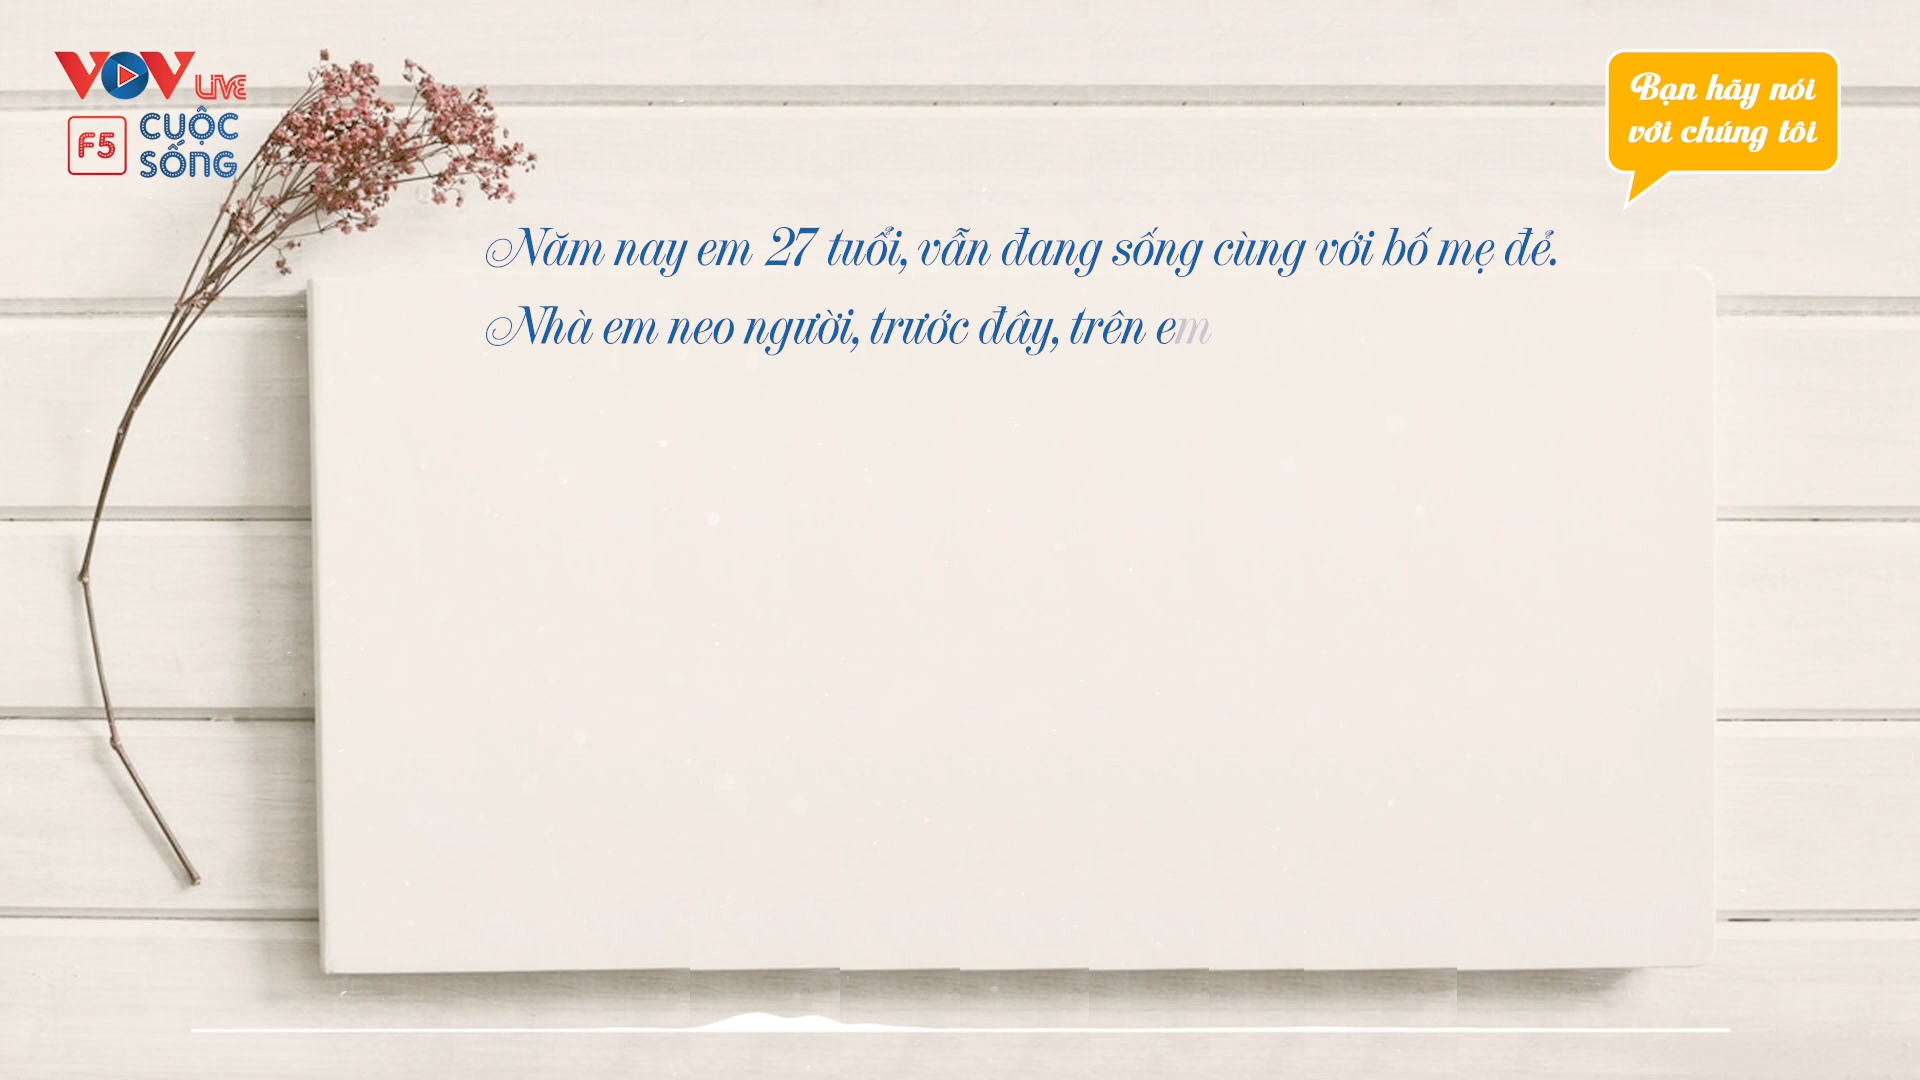 VOV LIVE
F5 CUỘC SỐNG
Bạn hãy nói
với chúng tôi
Năm nay em 27 tuổi, vẫn đang sống cùng với bố mẹ đẻ.
Nhà em neo người, trước đây, trên em